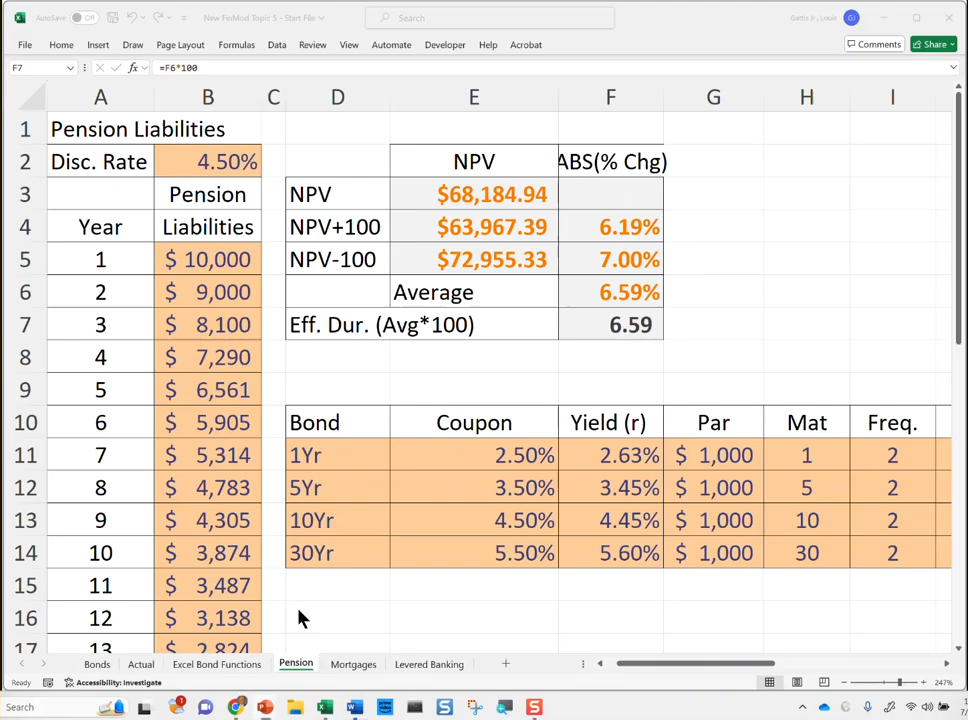 AutoSave Off New FinMod Topic 5 - Start File Search Gattis Jr., Louis GJ
File Home Insert Draw Page Layout Formulas Data Review View Automate Developer Help Acrobat Comments Share
F7 fx =F6*100
A B C D E F G H I
1 Pension Liabilities
2 Disc. Rate 4.50% NPV ABS(% Chg)
3 Pension NPV $68,184.94
4 Year Liabilities NPV+100 $63,967.39 6.19%
5 1 $ 10,000 NPV-100 $72,955.33 7.00%
6 2 $ 9,000 Average 6.59%
7 3 $ 8,100 Eff. Dur. (Avg*100) 6.59
8 4 $ 7,290
9 5 $ 6,561
10 6 $ 5,905 Bond Coupon Yield (r) Par Mat Freq.
11 7 $ 5,314 1Yr 2.50% 2.63% $ 1,000 1 2
12 8 $ 4,783 5Yr 3.50% 3.45% $ 1,000 5 2
13 9 $ 4,305 10Yr 4.50% 4.45% $ 1,000 10 2
14 10 $ 3,874 30Yr 5.50% 5.60% $ 1,000 30 2
15 11 $ 3,487
16 12 $ 3,138
17 13 $ 2,824
Bonds Actual Excel Bond Functions Pension Mortgages Levered Banking
Ready Accessibility: Investigate 247%
Search